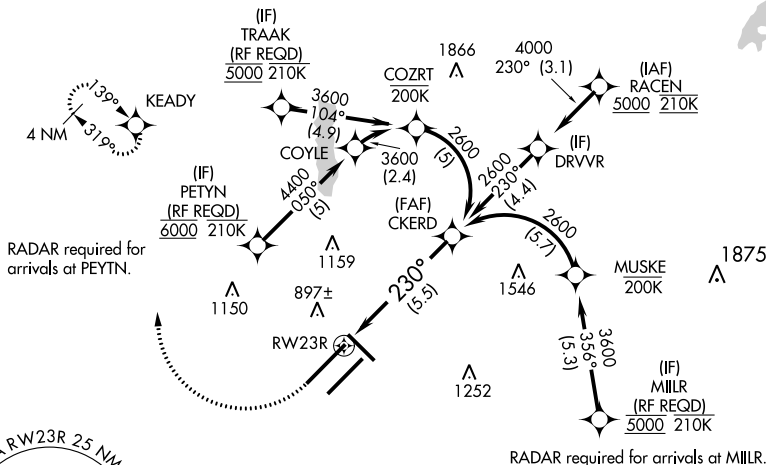 (IF)
TRAAK
(RF REQD)
5000 210K
139°
319°
4 NM
KEADY
3600
104°
(4.9)
COZRT
200K
1866
4000
230° (3.1)
(IAF)
RACEN
5000 210K
COYLE
3600
(2.4)
2600
(5)
(IF)
DRVVR
2600
230°
(4.4)
(IF)
PETYN
(RF REQD)
6000 210K
4400
050°
(5)
(FAF)
CKERD
2600
(5.7)
RADAR required for
arrivals at PEYTN.
1159
1150
897±
230°
(5.5)
1546
MUSKE
200K
1875
RW23R
1252
3600
356°
(5.3)
(IF)
MIILR
(RF REQD)
5000 210K
RADAR required for arrivals at MIILR.
RW23R 25 NM